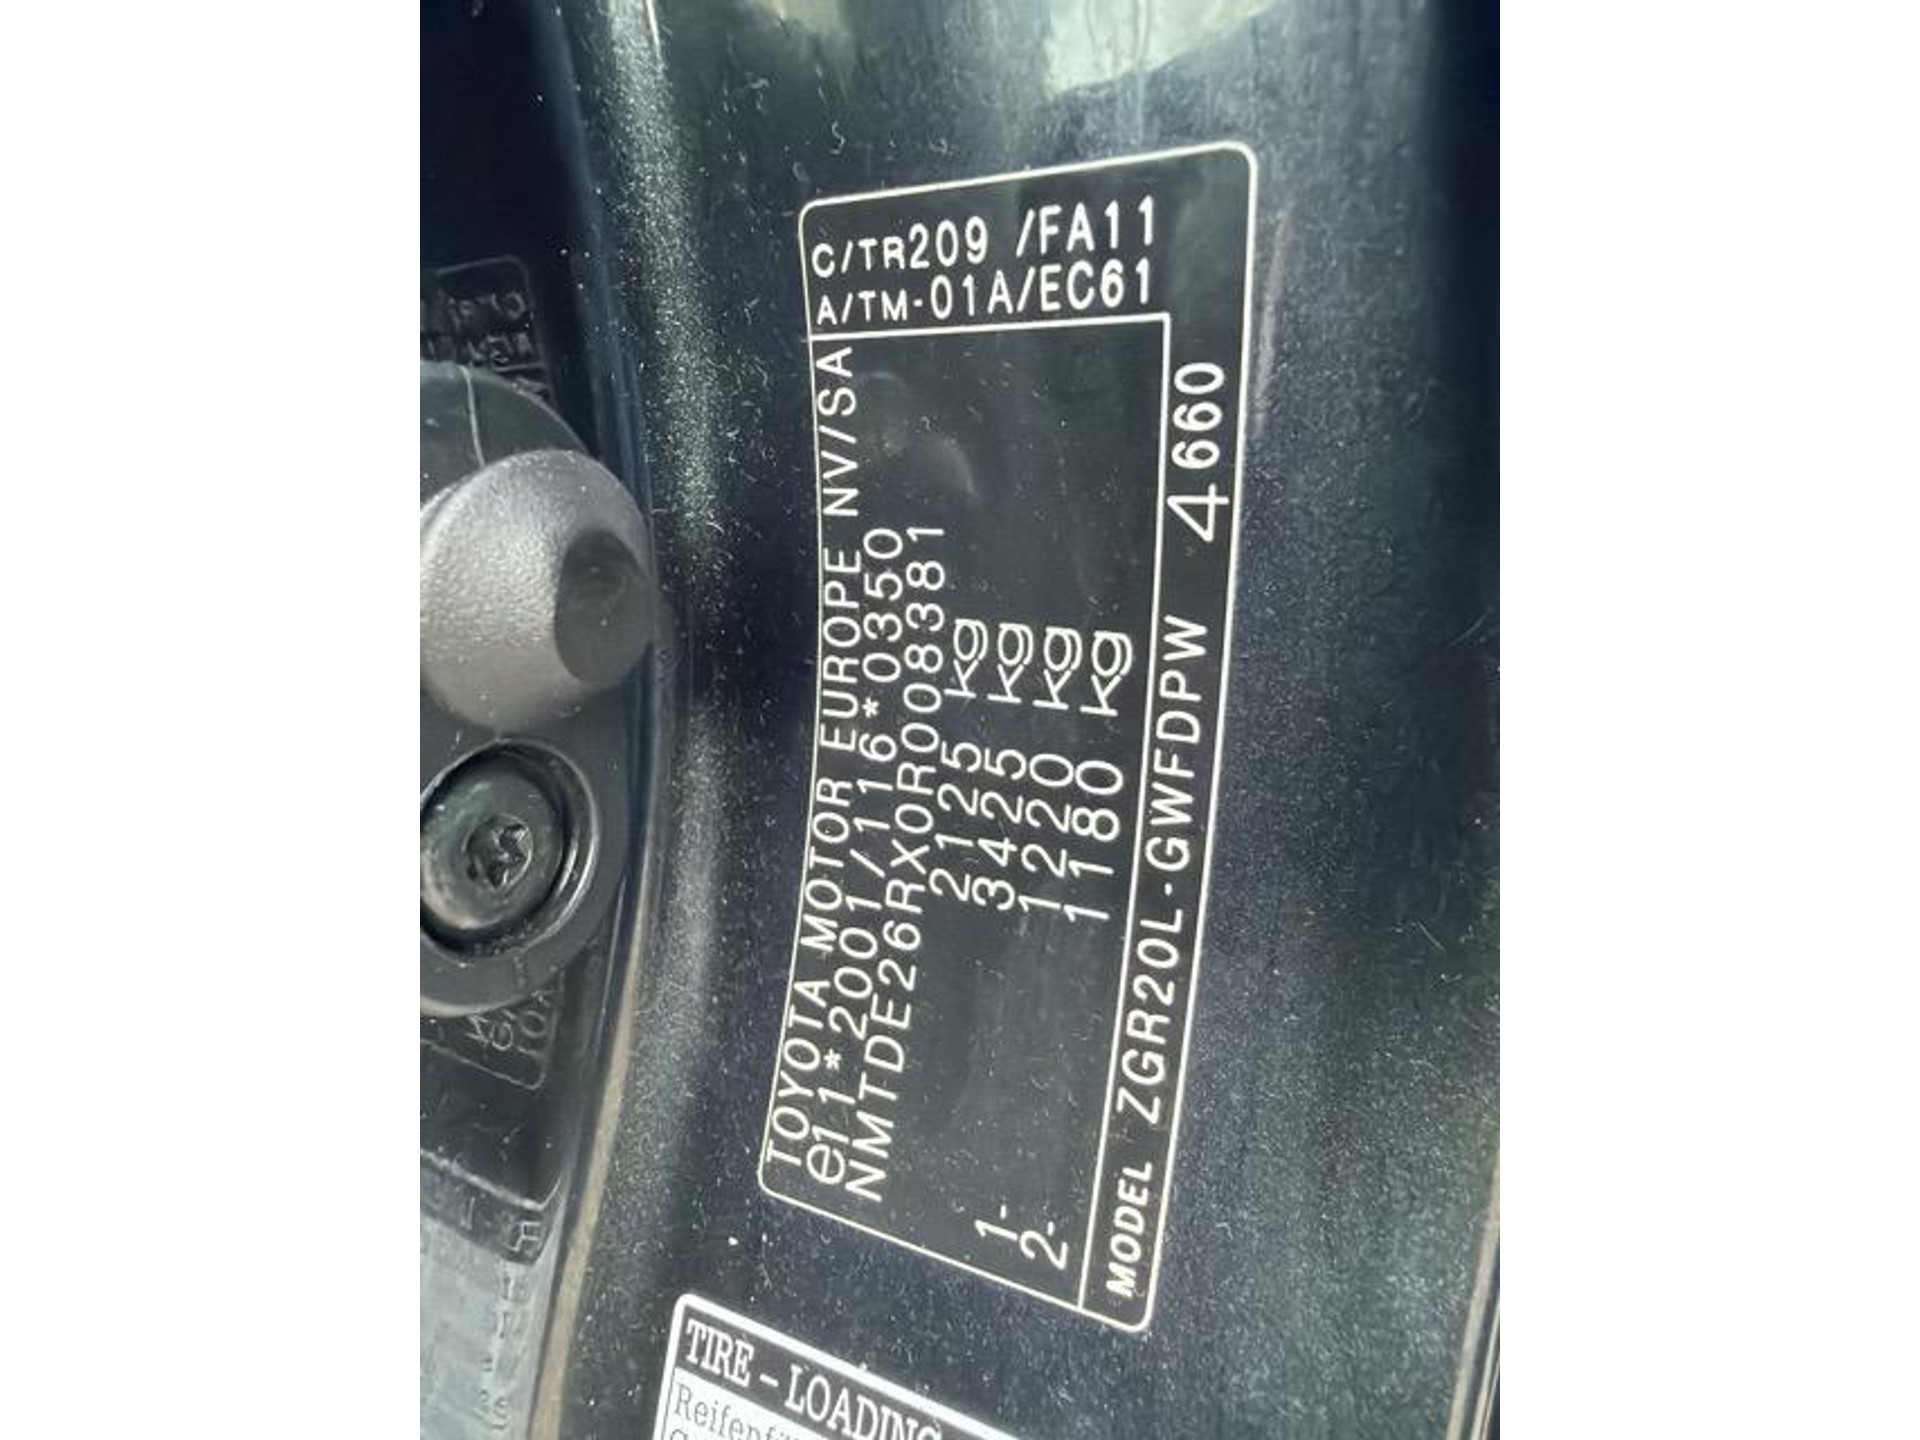 C/TR209 /FA11
A/TM-01A/EC61
TOYOTA MOTOR EUROPE NV/SA
e11*2001/116*0350
NMTDE26RX0R008381
2125 kg
3425 kg
1- 1220 kg
2- 1180 kg
MODEL ZGR20L-GWFDPW 4660
TIRE - LOADING